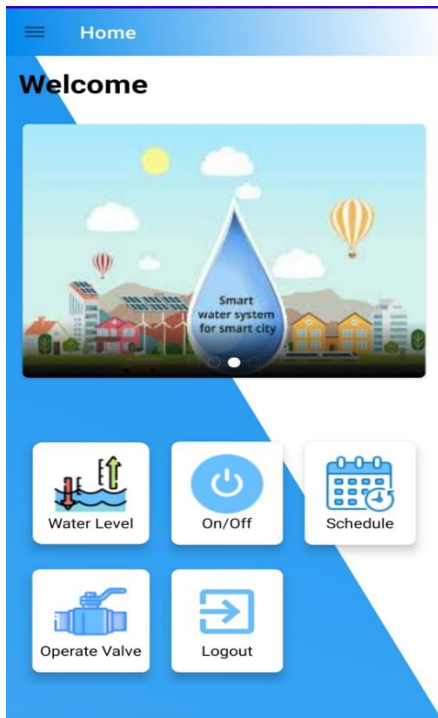 Home
Welcome
Smart
water system
for smart city
Water Level
On/Off
Schedule
Operate Valve
Logout